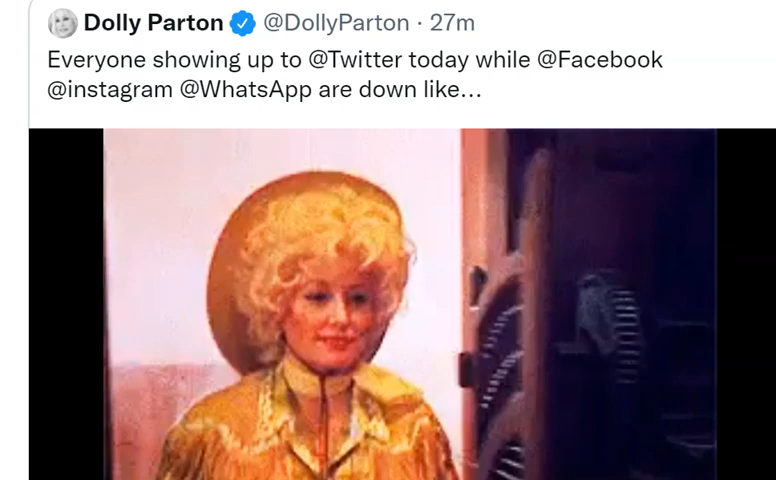 Dolly Parton @DollyParton · 27m
Everyone showing up to @Twitter today while @Facebook
@instagram @WhatsApp are down like...